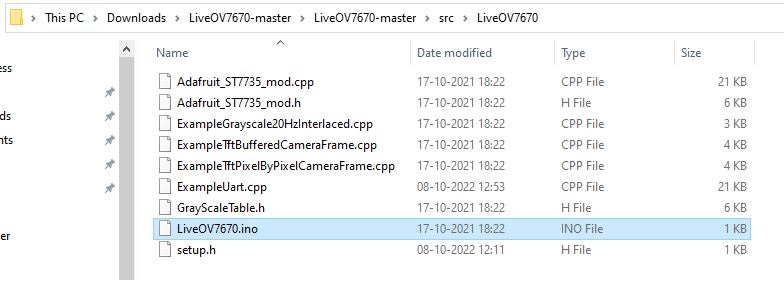 This PC > Downloads > LiveOV7670-master > LiveOV7670-master > src > LiveOV7670
Name Date modified Type Size
ess
Adafruit_ST7735_mod.cpp 17-10-2021 18:22 CPP File 21 KB
Adafruit_ST7735_mod.h 17-10-2021 18:22 H File 6 KB
ds
ExampleGrayscale20HzInterlaced.cpp 17-10-2021 18:22 CPP File 3 KB
nts
ExampleTftBufferedCameraFrame.cpp 17-10-2021 18:22 CPP File 4 KB
ExampleTftPixelByPixelCameraFrame.cpp 17-10-2021 18:22 CPP File 4 KB
ExampleUart.cpp 08-10-2022 12:53 CPP File 21 KB
GrayScaleTable.h 17-10-2021 18:22 H File 6 KB
LiveOV7670.ino 17-10-2021 18:22 INO File 1 KB
er
setup.h 08-10-2022 12:11 H File 1 KB